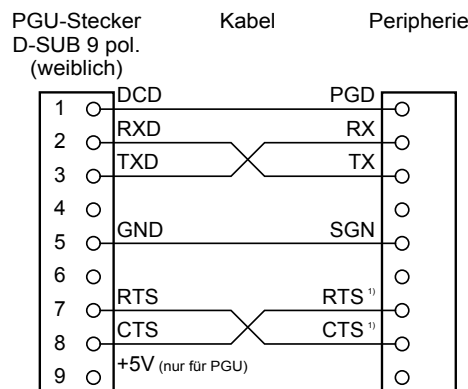 PGU-Stecker Kabel Peripherie
D-SUB 9 pol.
(weiblich)
1 DCD PGD
2 RXD RX
3 TXD TX
4
5 GND SGN
6
7 RTS RTS ¹⁾
8 CTS CTS ¹⁾
9 +5V (nur für PGU)